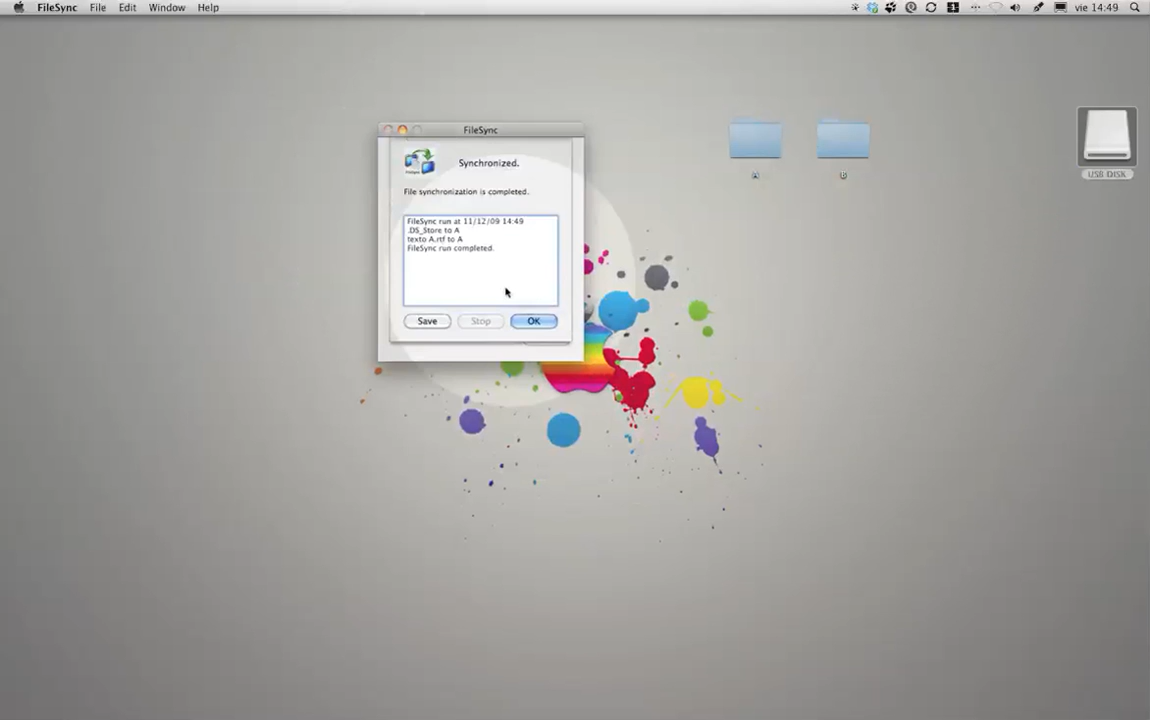 FileSync File Edit Window Help
1 vie 14:49
FileSync
Synchronized.
File synchronization is completed.
FileSync run at 11/12/09 14:49
.DS_Store to A
texto A.rtf to A
FileSync run completed.
Save Stop OK
A B
USB DISK